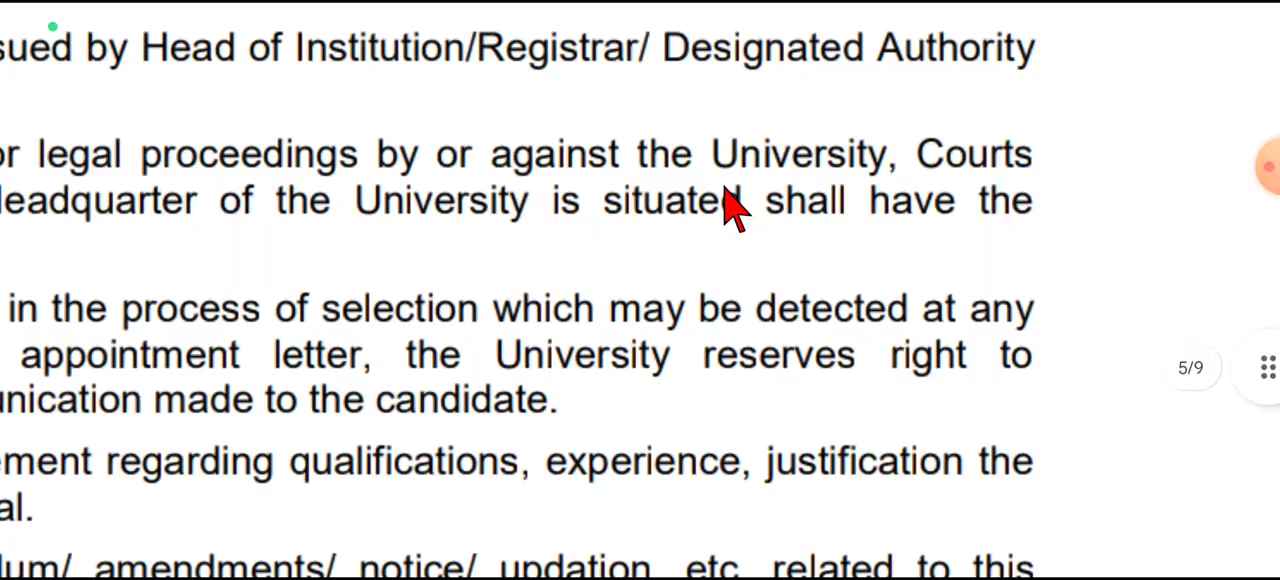 sued by Head of Institution/Registrar/ Designated Authority
or legal proceedings by or against the University, Courts
Headquarter of the University is situated shall have the
in the process of selection which may be detected at any
appointment letter, the University reserves right to
5/9
unication made to the candidate.
ement regarding qualifications, experience, justification the
al.
dum/ amendments/ notice/ updation etc related to this